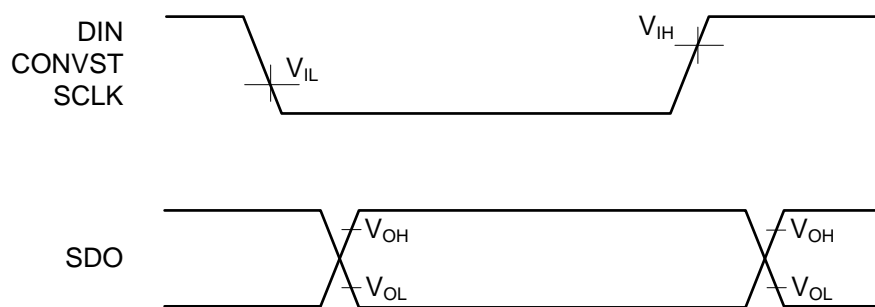 DIN
CONVST
SCLK
V_IL
V_IH
SDO
V_OH
V_OL
V_OH
V_OL